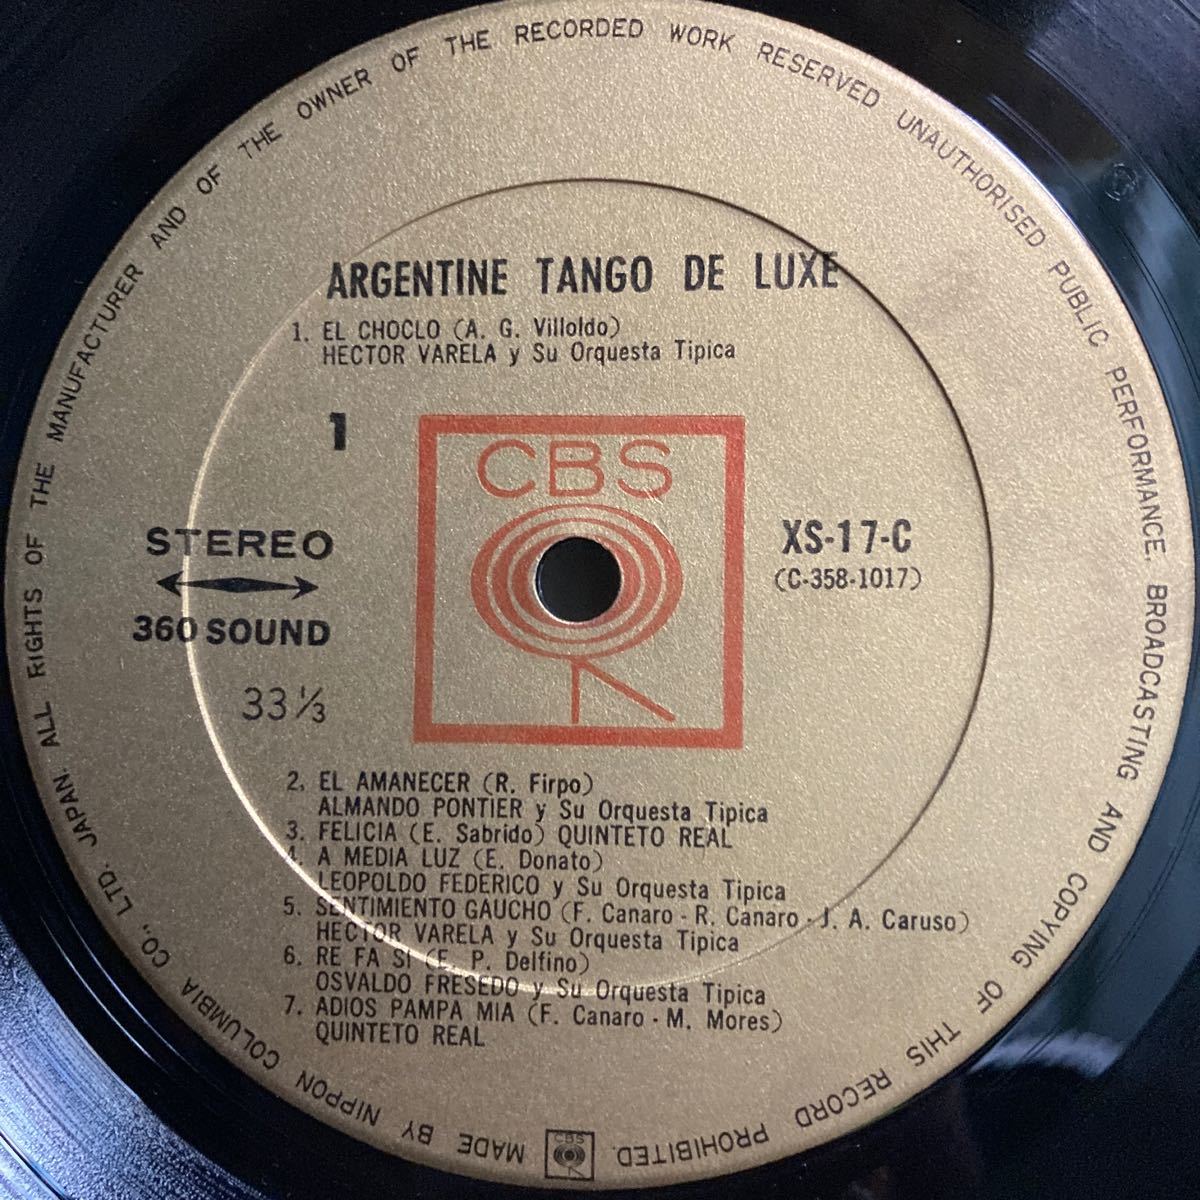 ARGENTINE TANGO DE LUXE
1. EL CHOCLO (A. G. Villoldo)
HECTOR VARELA y Su Orquesta Tipica
1
CBS
STEREO
360 SOUND
33 ⅓
XS-17-C
(C-358-1017)
2. EL AMANECER (R. Firpo)
ALMANDO PONTIER y Su Orquesta Tipica
3. FELICIA (E. Sabrido) QUINTETO REAL
4. A MEDIA LUZ (E. Donato)
LEOPOLDO FEDERICO y Su Orquesta Tipica
5. SENTIMIENTO GAUCHO (F. Canaro - R. Canaro - J. A. Caruso)
HECTOR VARELA y Su Orquesta Tipica
6. RE FA SI (E. P. Delfino)
OSVALDO FRESEDO y Su Orquesta Tipica
7. ADIOS PAMPA MIA (F. Canaro - M. Mores)
QUINTETO REAL
CBS MADE BY NIPPON COLUMBIA CO., LTD. JAPAN. ALL RIGHTS OF THE MANUFACTURER AND OF THE OWNER OF THE RECORDED WORK RESERVED UNAUTHORISED PUBLIC PERFORMANCE, BROADCASTING AND COPYING OF THIS RECORD PROHIBITED.